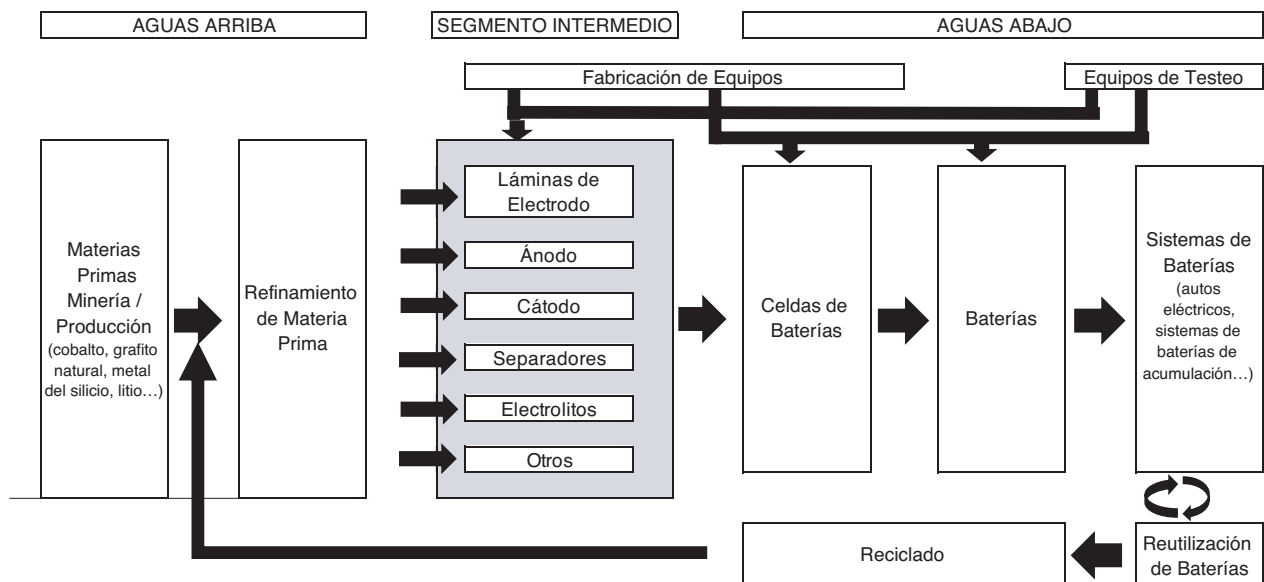 AGUAS ARRIBA
SEGMENTO INTERMEDIO
AGUAS ABAJO
Fabricación de Equipos
Equipos de Testeo
Materias
Primas
Minería /
Producción
(cobalto, grafito
natural, metal
del silicio, litio…)
Refinamiento
de Materia
Prima
Láminas de
Electrodo
Ánodo
Cátodo
Separadores
Electrolitos
Otros
Celdas de
Baterías
Baterías
Sistemas de
Baterías
(autos
eléctricos,
sistemas de
baterías de
acumulación…)
Reciclado
Reutilización
de Baterías